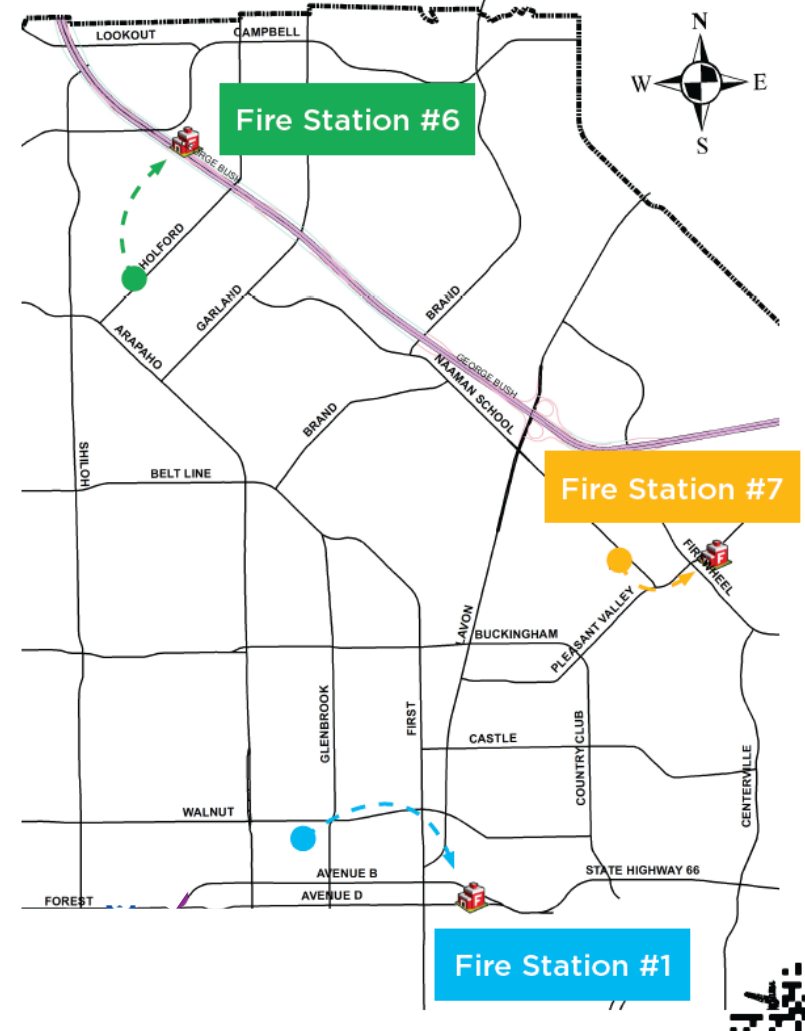 LOOKOUT
CAMPBELL
N
W
E
S
Fire Station #6
GEORGE BUSH
HOLFORD
GARLAND
BRAND
ARAPAHO
GEORGE BUSH
NAAMAN SCHOOL
BRAND
SHILOH
BELT LINE
Fire Station #7
FIREWHEEL
PLEASANT VALLEY
LAVON
BUCKINGHAM
GLENBROOK
FIRST
CASTLE
COUNTRY CLUB
CENTERVILLE
WALNUT
AVENUE B
STATE HIGHWAY 66
AVENUE D
FOREST
F
F
Fire Station #1